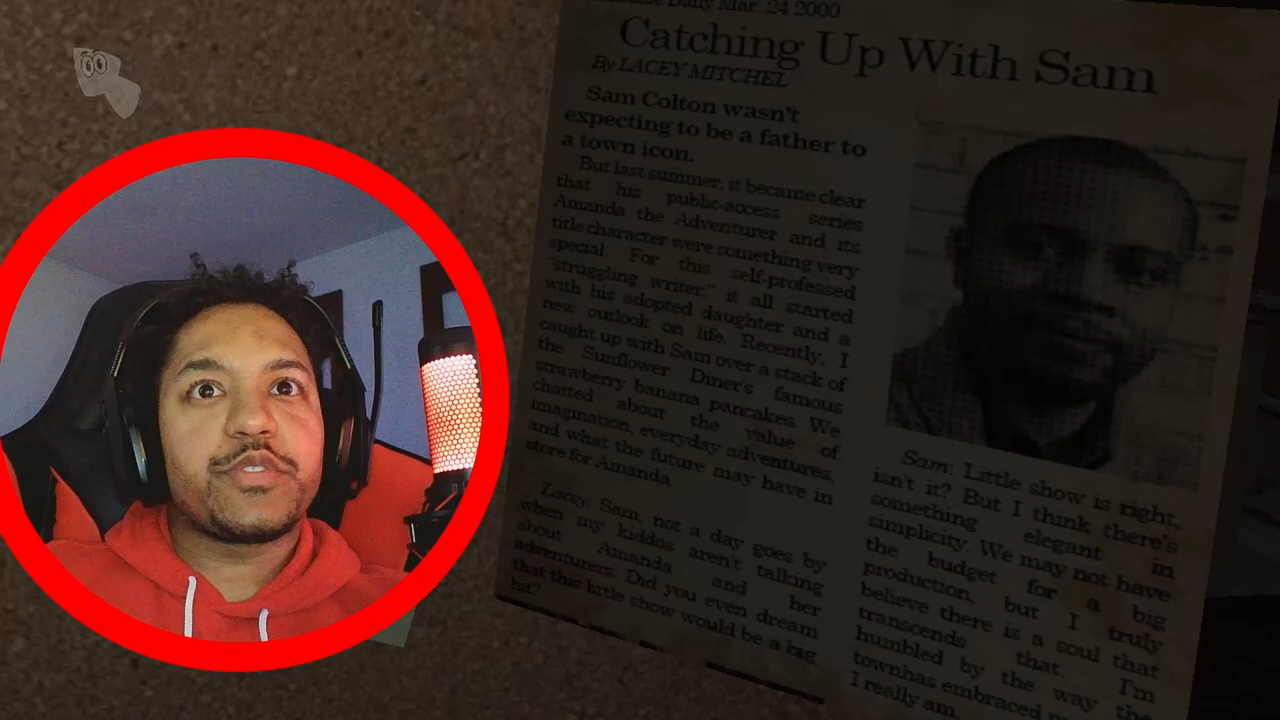 Daily Mar. 24 2000
Catching Up With Sam
By LACEY MITCHEL
Sam Colton wasn't
expecting to be a father to
a town icon.
But last summer, it became clear
that his public-access series
Amanda the Adventurer and its
title character were something very
special. For this self-professed
"struggling writer," it all started
with his adopted daughter and a
new outlook on life. Recently, I
caught up with Sam over a stack of
the Sunflower Diner's famous
strawberry banana pancakes. We
chatted about the value of
imagination, everyday adventures,
and what the future may have in
store for Amanda.
Lacey: Sam, not a day goes by
when my kiddos aren't talking
about Amanda and her
adventurers. Did you even dream
that this little show would be a big
hit?
Sam: Little show is right,
isn't it? But I think there's
something elegant in
simplicity. We may not have
the budget for a big
production, but I truly
believe there is a soul that
transcends that. I'm
humbled by the way the
townhas embraced
I really am.